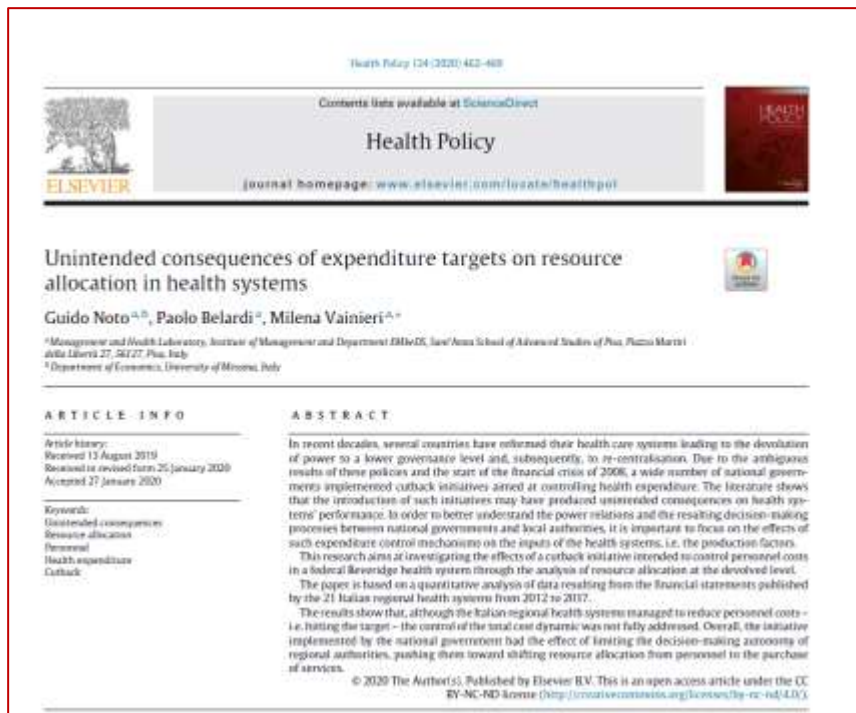 Health Policy 124 (2020) 462–469
Contents lists available at ScienceDirect
Health Policy
journal homepage: www.elsevier.com/locate/healthpol
ELSEVIER
HEALTH
POLICY
Unintended consequences of expenditure targets on resource
allocation in health systems
Guido Noto a,b, Paolo Belardi a, Milena Vainieri a,*
a Management and Health Laboratory, Institute of Management and Department EMbeDS, Sant'Anna School of Advanced Studies of Pisa, Piazza Martiri
della Libertà 27, 56127, Pisa, Italy
b Department of Economics, University of Messina, Italy
ARTICLE INFO
Article history:
Received 13 August 2019
Received in revised form 25 January 2020
Accepted 27 January 2020
Keywords:
Unintended consequences
Resource allocation
Personnel
Health expenditure
Cutback
ABSTRACT
In recent decades, several countries have reformed their health care systems leading to the devolution
of power to a lower governance level and, subsequently, to re-centralisation. Due to the ambiguous
results of these policies and the start of the financial crisis of 2008, a wide number of national govern-
ments implemented cutback initiatives aimed at controlling health expenditure. The literature shows
that the introduction of such initiatives may have produced unintended consequences on health sys-
tems' performance. In order to better understand the power relations and the resulting decision-making
processes between national governments and local authorities, it is important to focus on the effects of
such expenditure control mechanisms on the inputs of the health systems, i.e. the production factors.
This research aims at investigating the effects of a cutback initiative intended to control personnel costs
in a federal Beveridge health system through the analysis of resource allocation at the devolved level.
The paper is based on a quantitative analysis of data resulting from the financial statements published
by the 21 Italian regional health systems from 2012 to 2017.
The results show that, although the Italian regional health systems managed to reduce personnel costs –
i.e. hitting the target – the control of the total cost dynamic was not fully addressed. Overall, the initiative
implemented by the national government had the effect of limiting the decision-making autonomy of
regional authorities, pushing them toward shifting resource allocation from personnel to the purchase
of services.
© 2020 The Author(s). Published by Elsevier B.V. This is an open access article under the CC
BY-NC-ND license (http://creativecommons.org/licenses/by-nc-nd/4.0/).